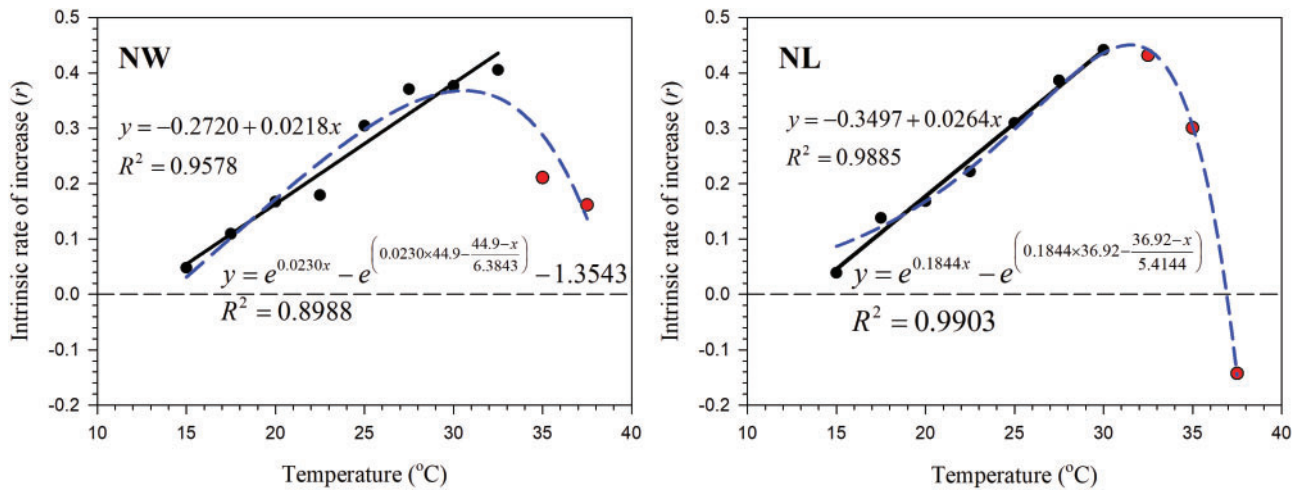 NW
y = −0.2720 + 0.0218x
R² = 0.9578
y = e^{0.0230x} − e^{(0.0230×44.9−\frac{44.9−x}{6.3843})} −1.3543
R² = 0.8988
Intrinsic rate of increase (r)
0.5
0.4
0.3
0.2
0.1
0.0
-0.1
-0.2
10 15 20 25 30 35 40
Temperature (°C)
NL
y = −0.3497 + 0.0264x
R² = 0.9885
y = e^{0.1844x} − e^{(0.1844×36.92−\frac{36.92−x}{5.4144})}
R² = 0.9903
Intrinsic rate of increase (r)
0.5
0.4
0.3
0.2
0.1
0.0
-0.1
-0.2
10 15 20 25 30 35 40
Temperature (°C)